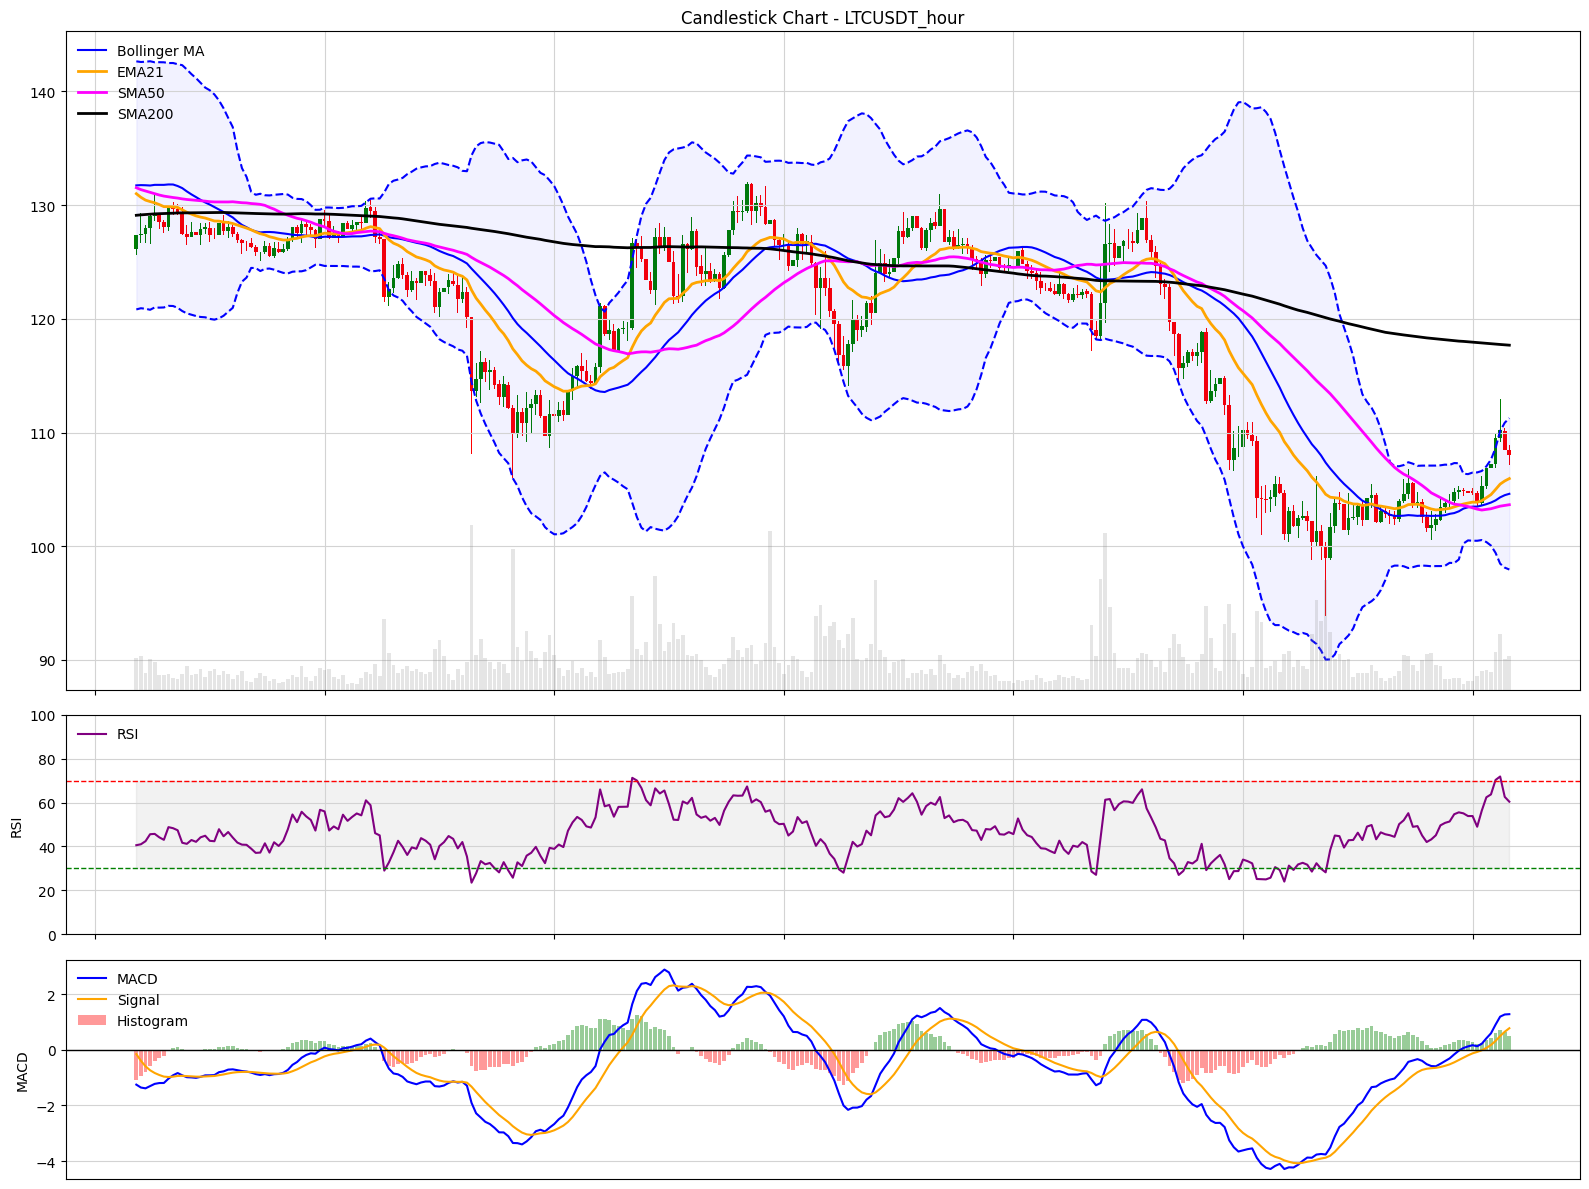 Candlestick Chart - LTCUSDT_hour
Bollinger MA
EMA21
SMA50
SMA200
140
130
120
110
100
90
RSI
100
80
60
40
20
0
RSI
MACD
Signal
Histogram
2
0
−2
−4
MACD